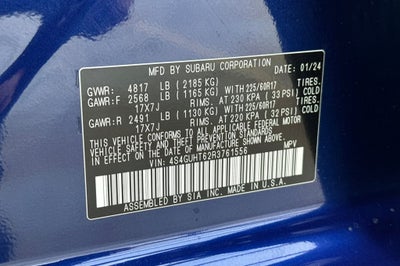 MFD BY SUBARU CORPORATION DATE: 01/24
GVWR: 4817 LB (2185 KG)
GAWR:F 2568 LB (1165 KG) WITH 225/60R17 TIRES,
17X7J RIMS, AT 230 KPA ( 33 PSI) COLD
GAWR:R 2491 LB (1130 KG) WITH 225/60R17 TIRES,
17X7J RIMS, AT 220 KPA ( 32 PSI) COLD
THIS VEHICLE CONFORMS TO ALL APPLICABLE FEDERAL
MOTOR VEHICLE SAFETY AND THEFT PREVENTION STANDARDS
IN EFFECT ON THE DATE OF MANUFACTURE SHOWN ABOVE.
VIN: 4S4GUHT62R3761556 MPV
ASSEMBLED BY SIA INC. MADE IN U.S.A.